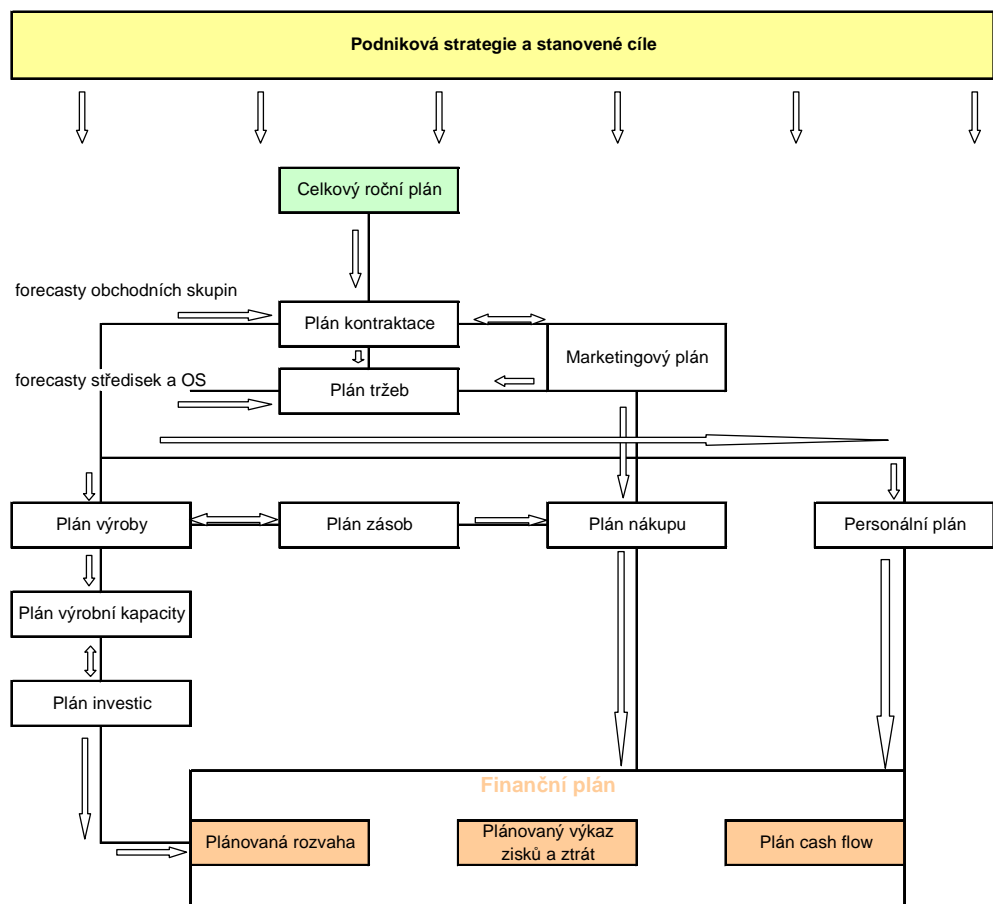 Podniková strategie a stanovené cíle
Celkový roční plán
forecasty obchodních skupin
Plán kontraktace
Marketingový plán
forecasty středisek a OS
Plán tržeb
Plán výroby
Plán zásob
Plán nákupu
Personální plán
Plán výrobní kapacity
Plán investic
Finanční plán
Plánovaná rozvaha
Plánovaný výkaz
zisků a ztrát
Plán cash flow